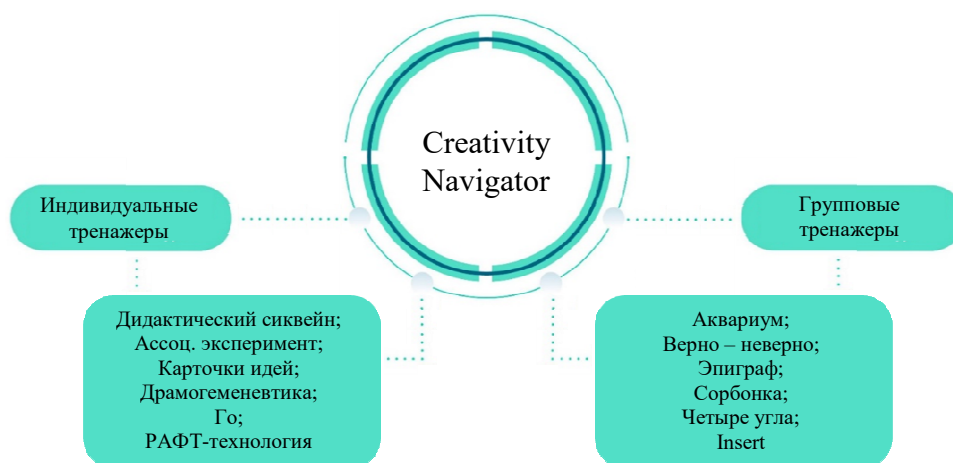 Creativity
Navigator
Индивидуальные
тренажеры
Групповые
тренажеры
Дидактический сиквейн;
Ассоц. эксперимент;
Карточки идей;
Драмогеменевтика;
Го;
РАФТ-технология
Аквариум;
Верно – неверно;
Эпиграф;
Сорбонка;
Четыре угла;
Insert